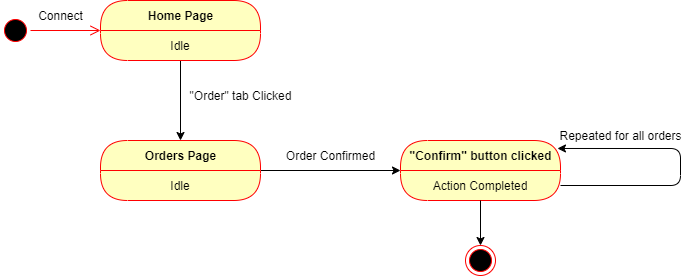 Connect
Home Page
Idle
"Order" tab Clicked
Orders Page
Idle
Order Confirmed
"Confirm" button clicked
Action Completed
Repeated for all orders